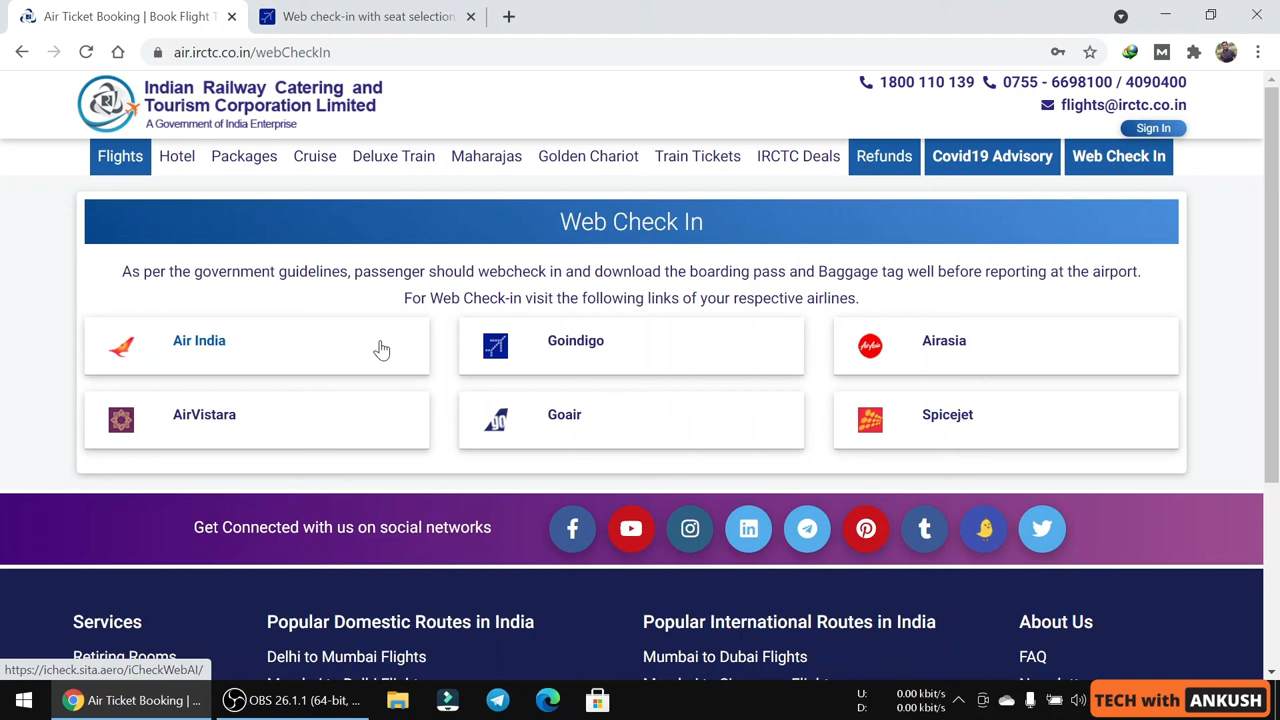 Air Ticket Booking | Book Flight T
Web check-in with seat selection
air.irctc.co.in/webCheckIn
M
Indian Railway Catering and
Tourism Corporation Limited
A Government of India Enterprise
1800 110 139 0755 - 6698100 / 4090400
flights@irctc.co.in
Sign In
Flights Hotel Packages Cruise Deluxe Train Maharajas Golden Chariot Train Tickets IRCTC Deals Refunds Covid19 Advisory Web Check In
Web Check In
As per the government guidelines, passenger should webcheck in and download the boarding pass and Baggage tag well before reporting at the airport.
For Web Check-in visit the following links of your respective airlines.
Air India
Goindigo
AirAsia
Airasia
AirVistara
go
Goair
Spicejet
Get Connected with us on social networks
Services
Popular Domestic Routes in India
Popular International Routes in India
About Us
Retiring Rooms
Delhi to Mumbai Flights
Mumbai to Dubai Flights
FAQ
https://icheck.sita.aero/iCheckWebAI/
Air Ticket Booking | ...
OBS 26.1.1 (64-bit, ...
U: 0.00 kbit/s
D: 0.00 kbit/s
TECH with ANKUSH